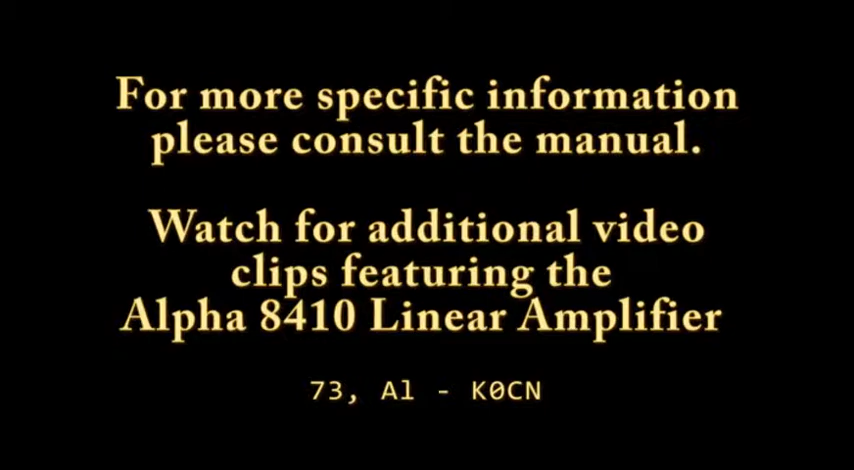 For more specific information
please consult the manual.
Watch for additional video
clips featuring the
Alpha 8410 Linear Amplifier
73, Al - K0CN